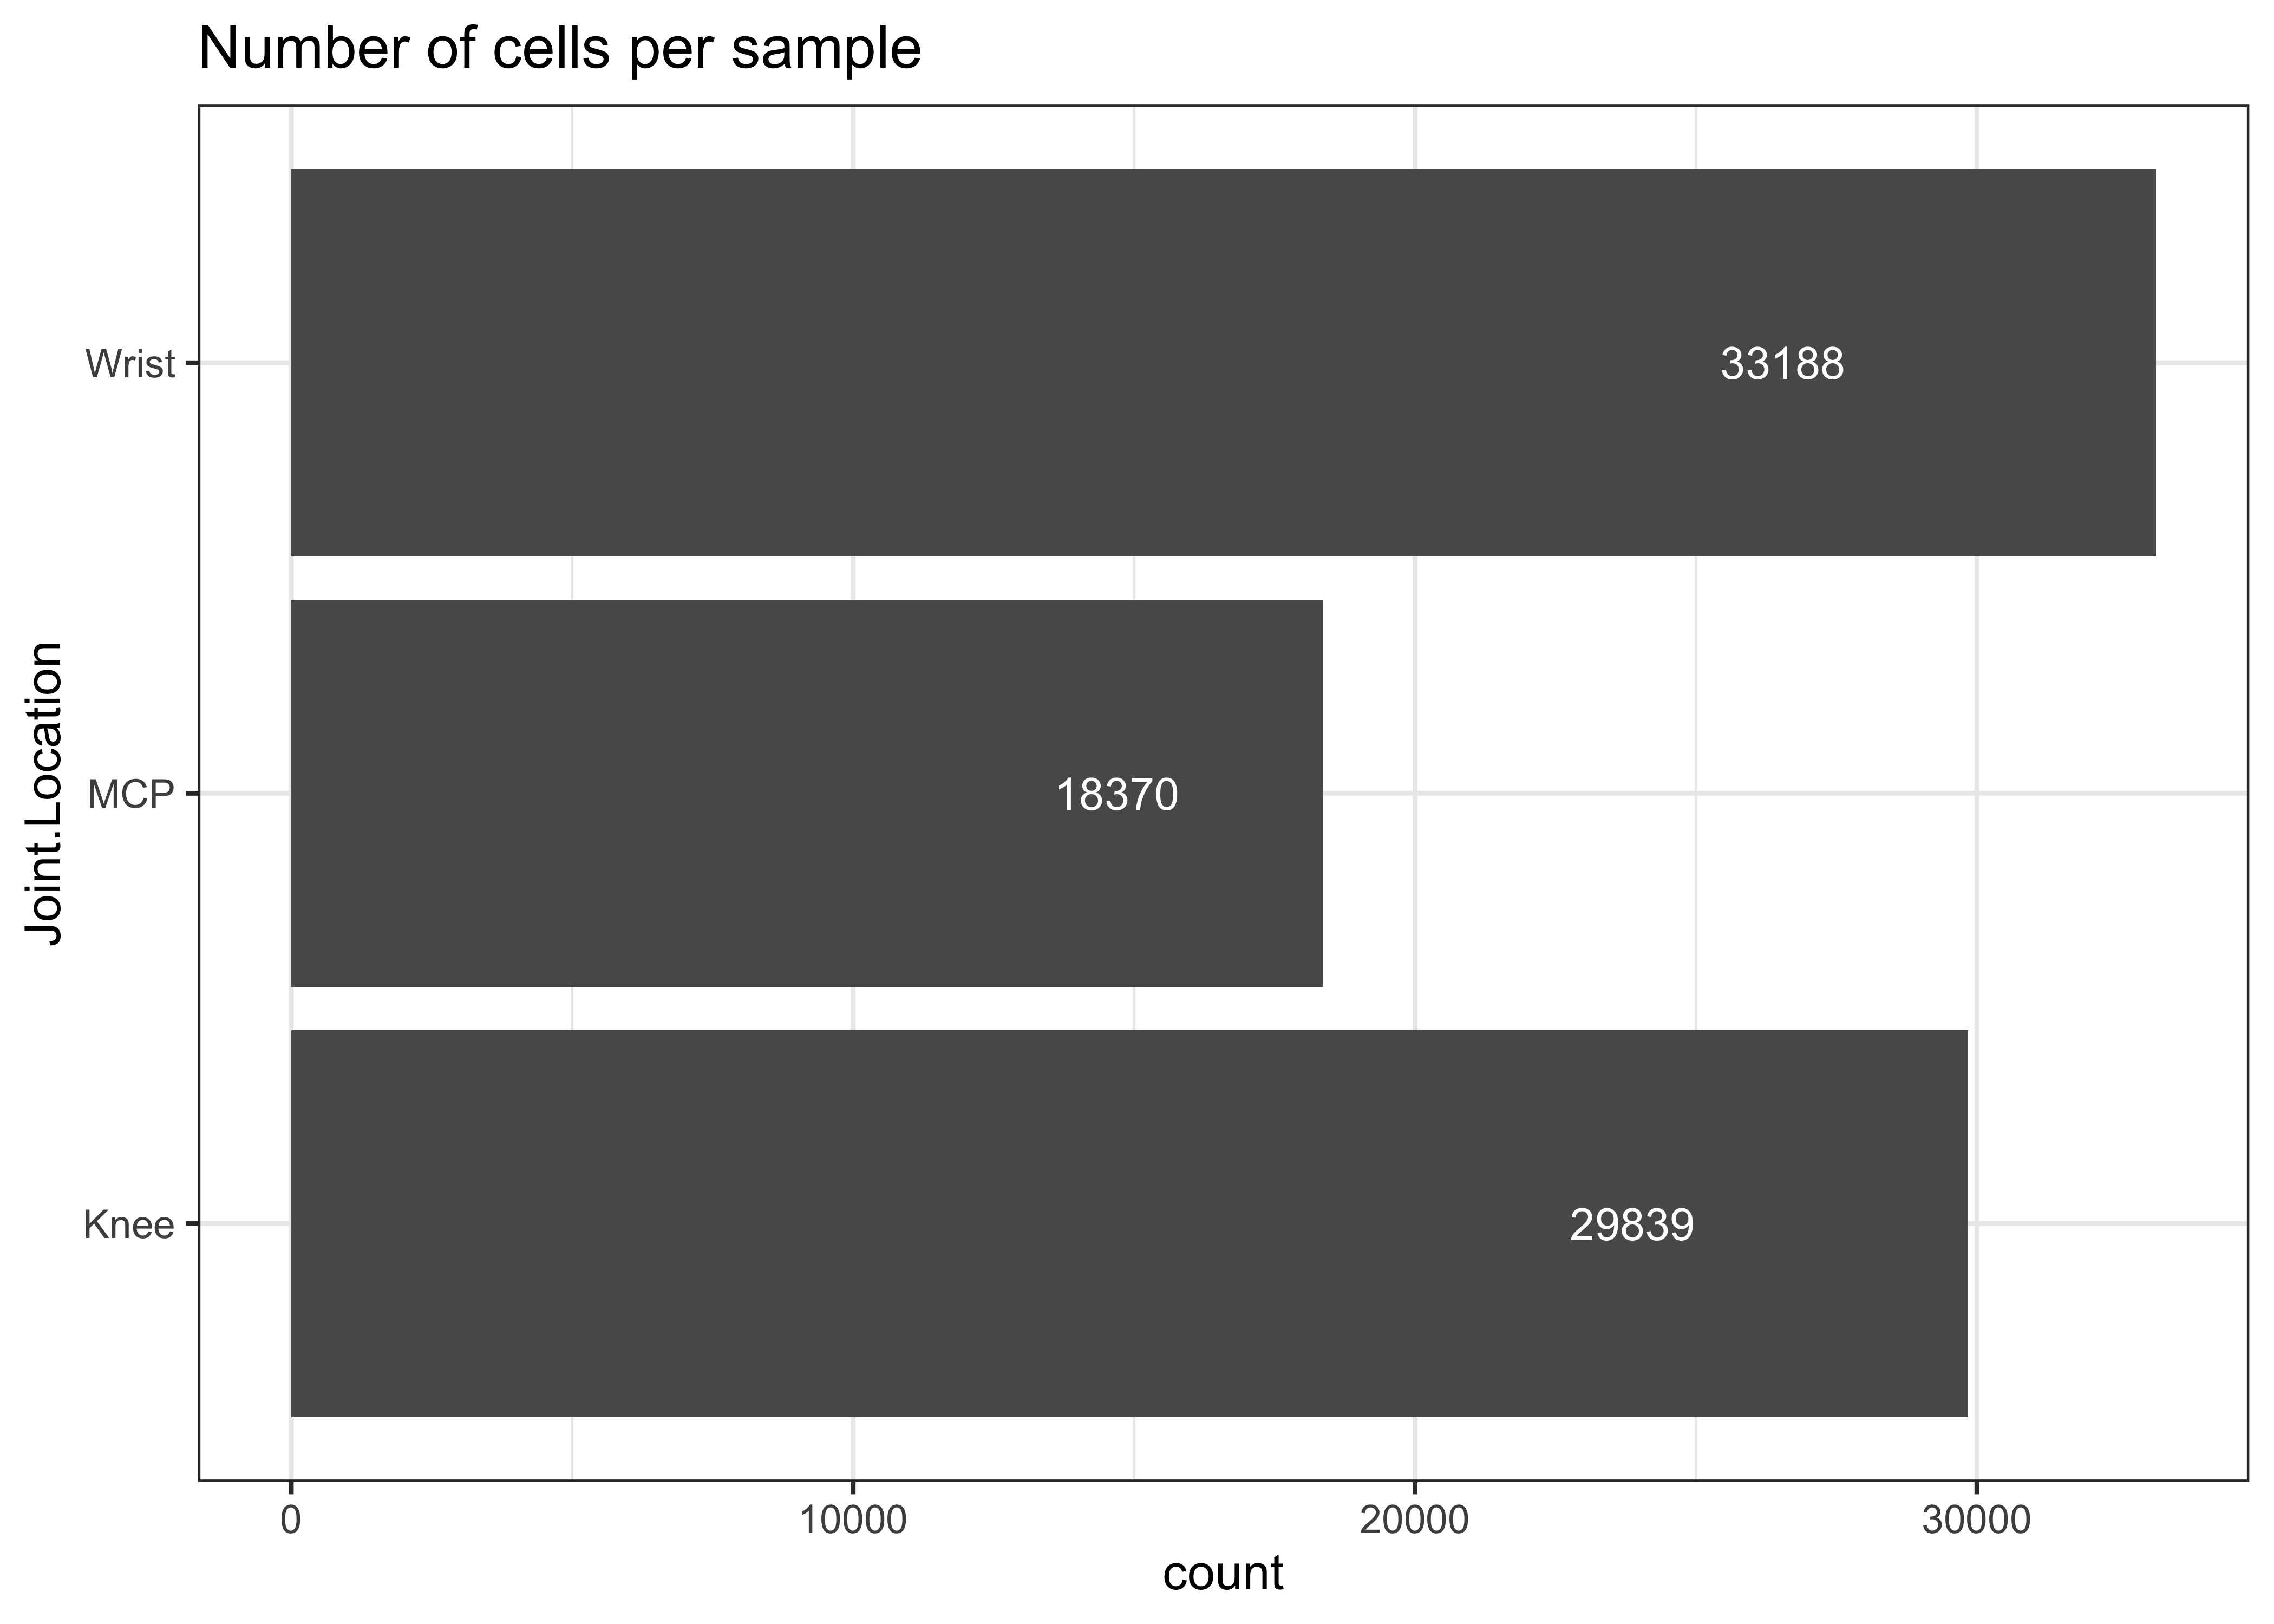 Number of cells per sample
Joint.Location
Wrist
33188
MCP
18370
Knee
29839
0
10000
20000
30000
count